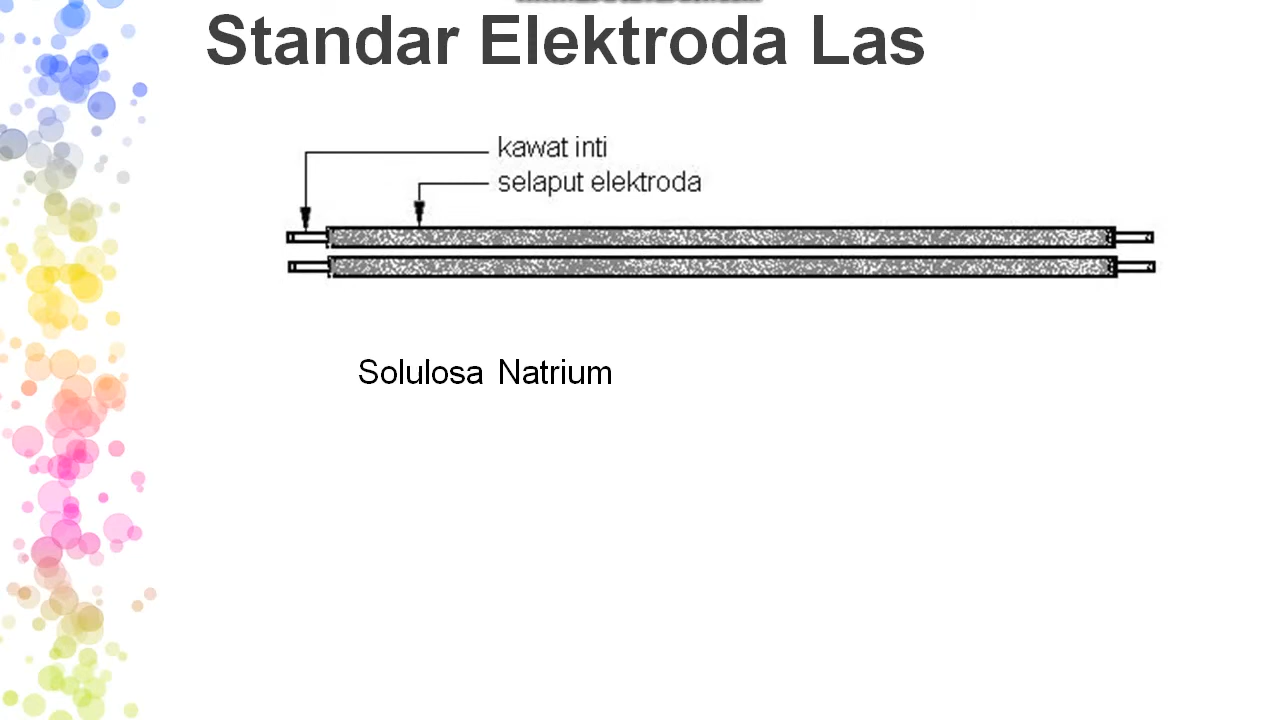 Standar Elektroda Las
kawat inti
selaput elektroda
Solulosa Natrium